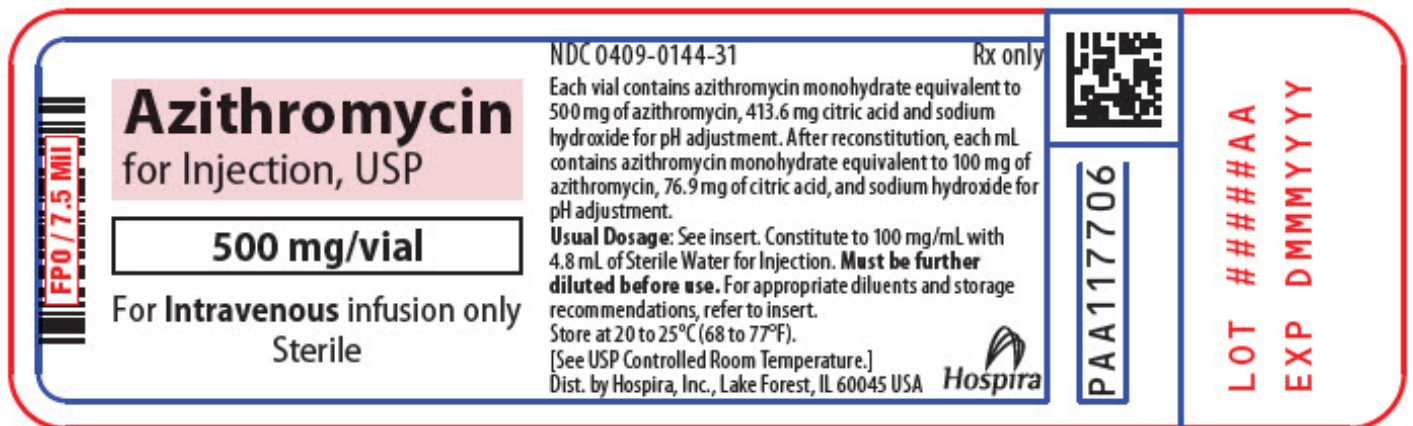 FPO / 7.5 Mil
Azithromycin
for Injection, USP
500 mg/vial
For Intravenous infusion only
Sterile
NDC 0409-0144-31 Rx only
Each vial contains azithromycin monohydrate equivalent to
500 mg of azithromycin, 413.6 mg citric acid and sodium
hydroxide for pH adjustment. After reconstitution, each mL
contains azithromycin monohydrate equivalent to 100 mg of
azithromycin, 76.9 mg of citric acid, and sodium hydroxide for
pH adjustment.
Usual Dosage: See insert. Constitute to 100 mg/mL with
4.8 mL of Sterile Water for Injection. Must be further
diluted before use. For appropriate diluents and storage
recommendations, refer to insert.
Store at 20 to 25°C (68 to 77°F).
[See USP Controlled Room Temperature.]
Dist. by Hospira, Inc., Lake Forest, IL 60045 USA
Hospira
PAA117706
LOT #####AA
EXP DMMMYYYY